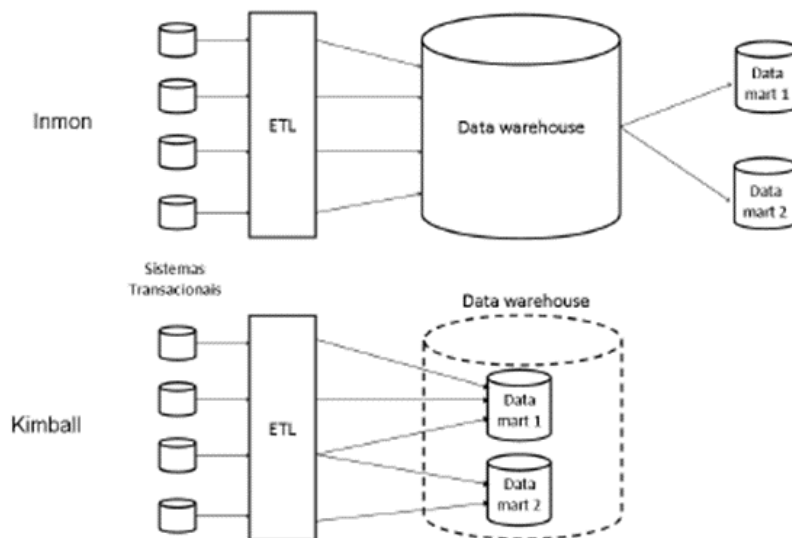 Inmon
ETL
Data warehouse
Data
mart 1
Data
mart 2
Sistemas
Transacionais
Kimball
ETL
Data warehouse
Data
mart 1
Data
mart 2